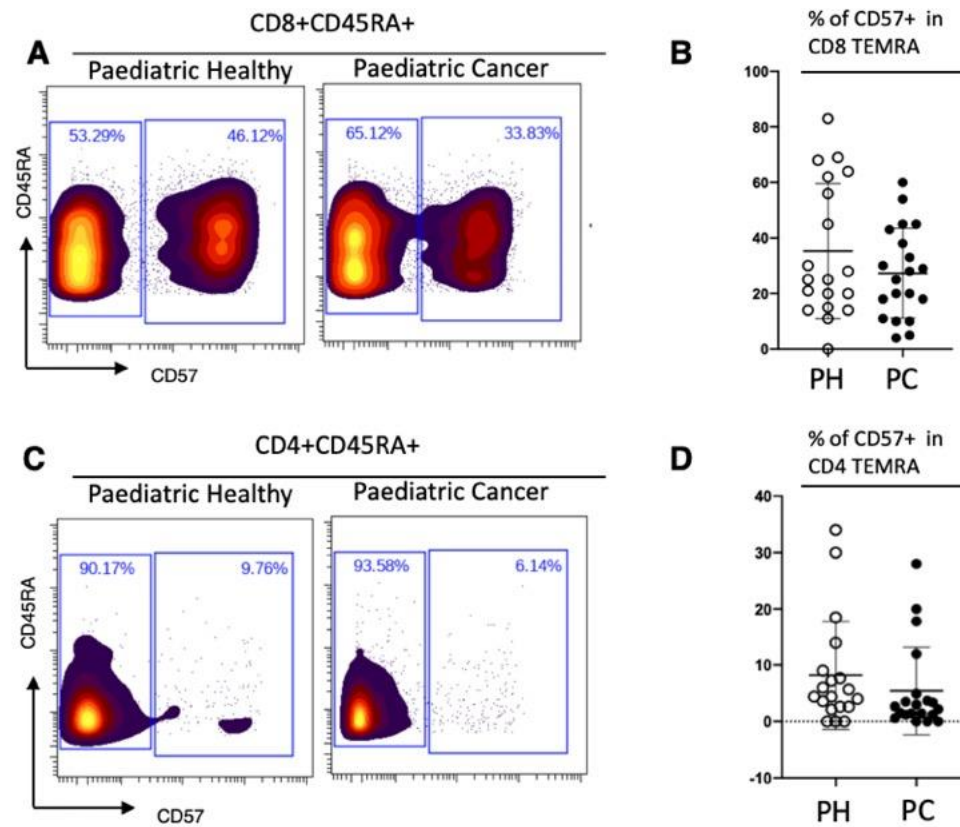 A
CD8+CD45RA+
Paediatric Healthy
Paediatric Cancer
53.29%
46.12%
65.12%
33.83%
CD45RA
CD57
B
% of CD57+ in
CD8 TEMRA
100
80
60
40
20
0
PH
PC
C
CD4+CD45RA+
Paediatric Healthy
Paediatric Cancer
90.17%
9.76%
93.58%
6.14%
CD45RA
CD57
D
% of CD57+ in
CD4 TEMRA
40
30
20
10
0
-10
PH
PC